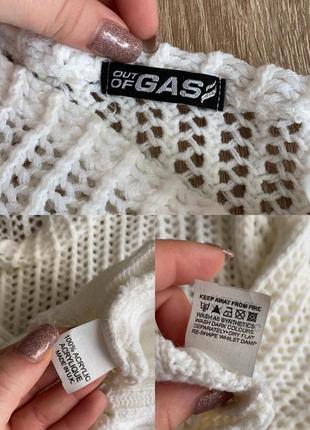 OUT
OF GAS
100% ACRYLIC
ACRYLIQUE
MADE IN U.K.
KEEP AWAY FROM FIRE
WASH AS SYNTHETICS
WASH DARK COLOURS
SEPARATELY • DRY FLAT
RE-SHAPE WHILST DAMP